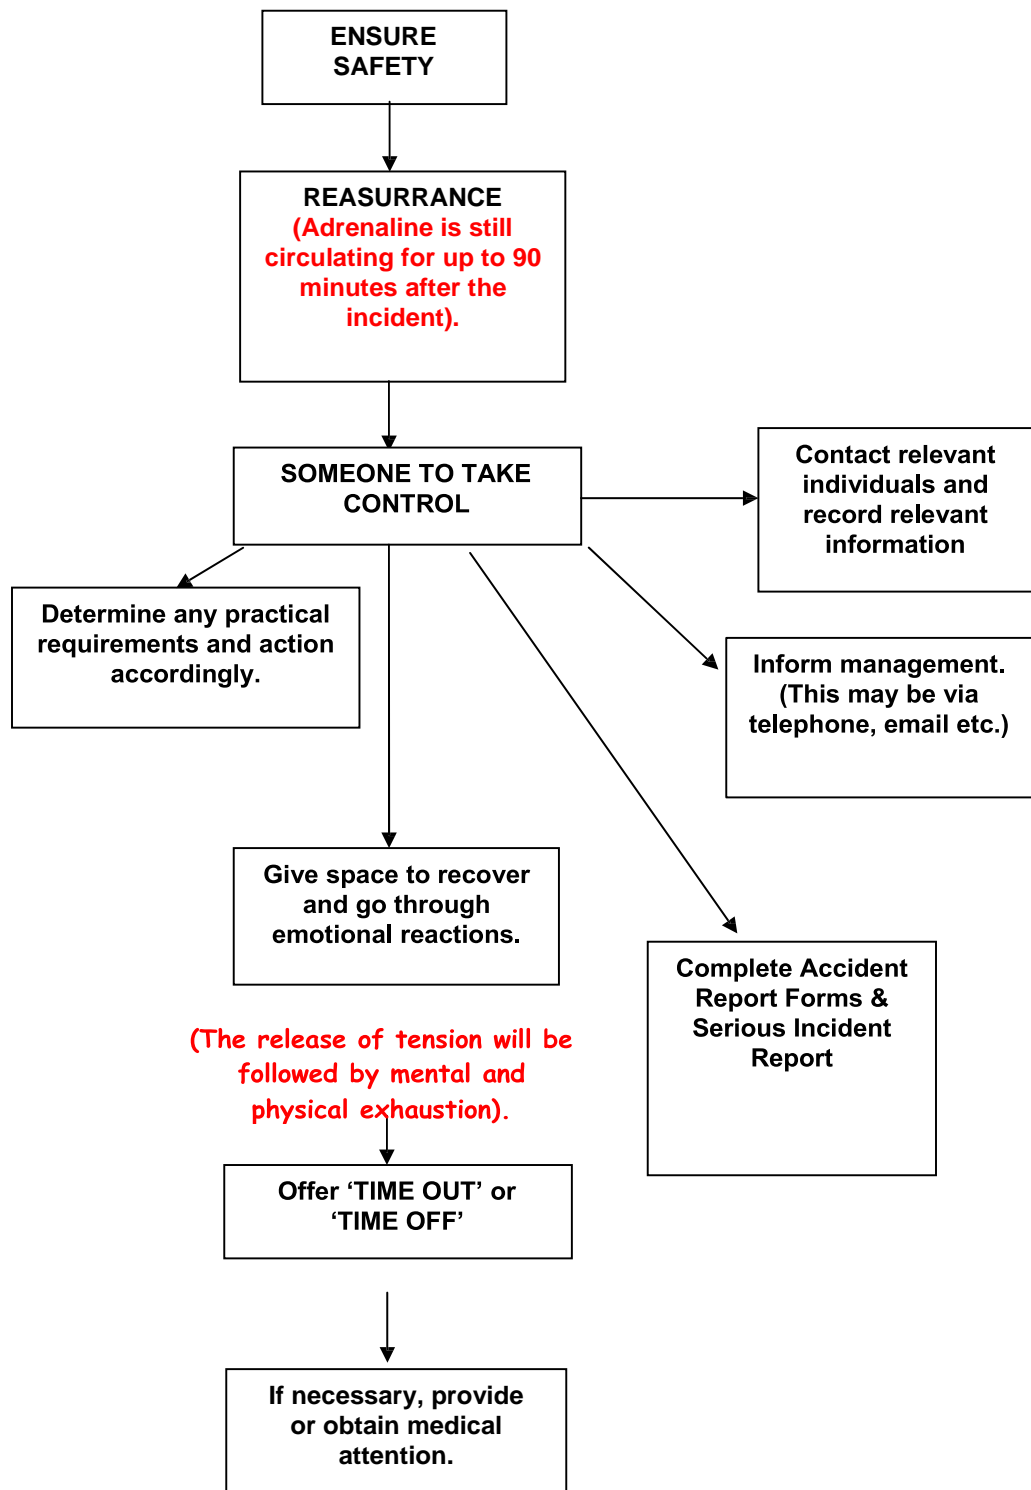 ENSURE
SAFETY
REASURRANCE
(Adrenaline is still
circulating for up to 90
minutes after the
incident).
SOMEONE TO TAKE
CONTROL
Contact relevant
individuals and
record relevant
information
Determine any practical
requirements and action
accordingly.
Inform management.
(This may be via
telephone, email etc.)
Give space to recover
and go through
emotional reactions.
Complete Accident
Report Forms &
Serious Incident
Report
(The release of tension will be
followed by mental and
physical exhaustion).
Offer ‘TIME OUT’ or
‘TIME OFF’
If necessary, provide
or obtain medical
attention.